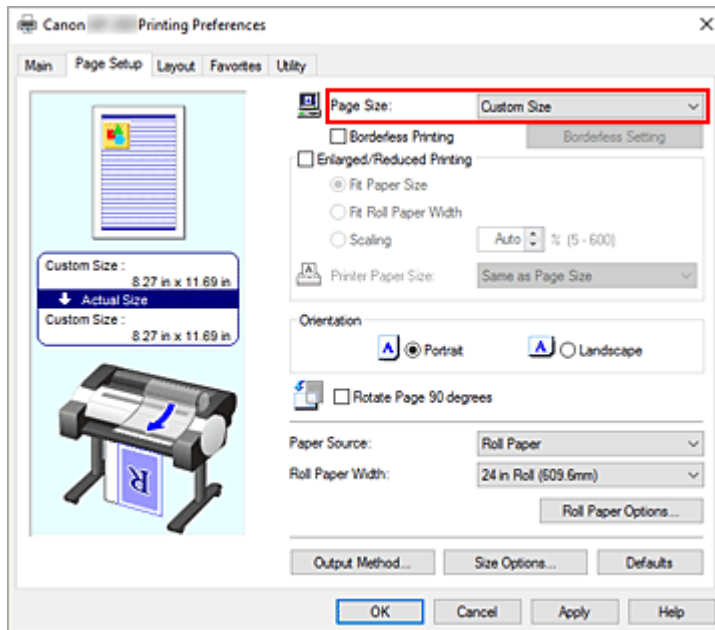 Canon Printing Preferences
Main Page Setup Layout Favorites Utility
Page Size: Custom Size
Borderless Printing Borderless Setting
Enlarged/Reduced Printing
Fit Paper Size
Fit Roll Paper Width
Scaling Auto % (5 - 600)
Printer Paper Size: Same as Page Size
Custom Size :
8.27 in x 11.69 in
Actual Size
Custom Size :
8.27 in x 11.69 in
Orientation
A Portrait A Landscape
Rotate Page 90 degrees
Paper Source: Roll Paper
Roll Paper Width: 24 in Roll (609.6mm)
Roll Paper Options...
R
Output Method... Size Options... Defaults
OK Cancel Apply Help